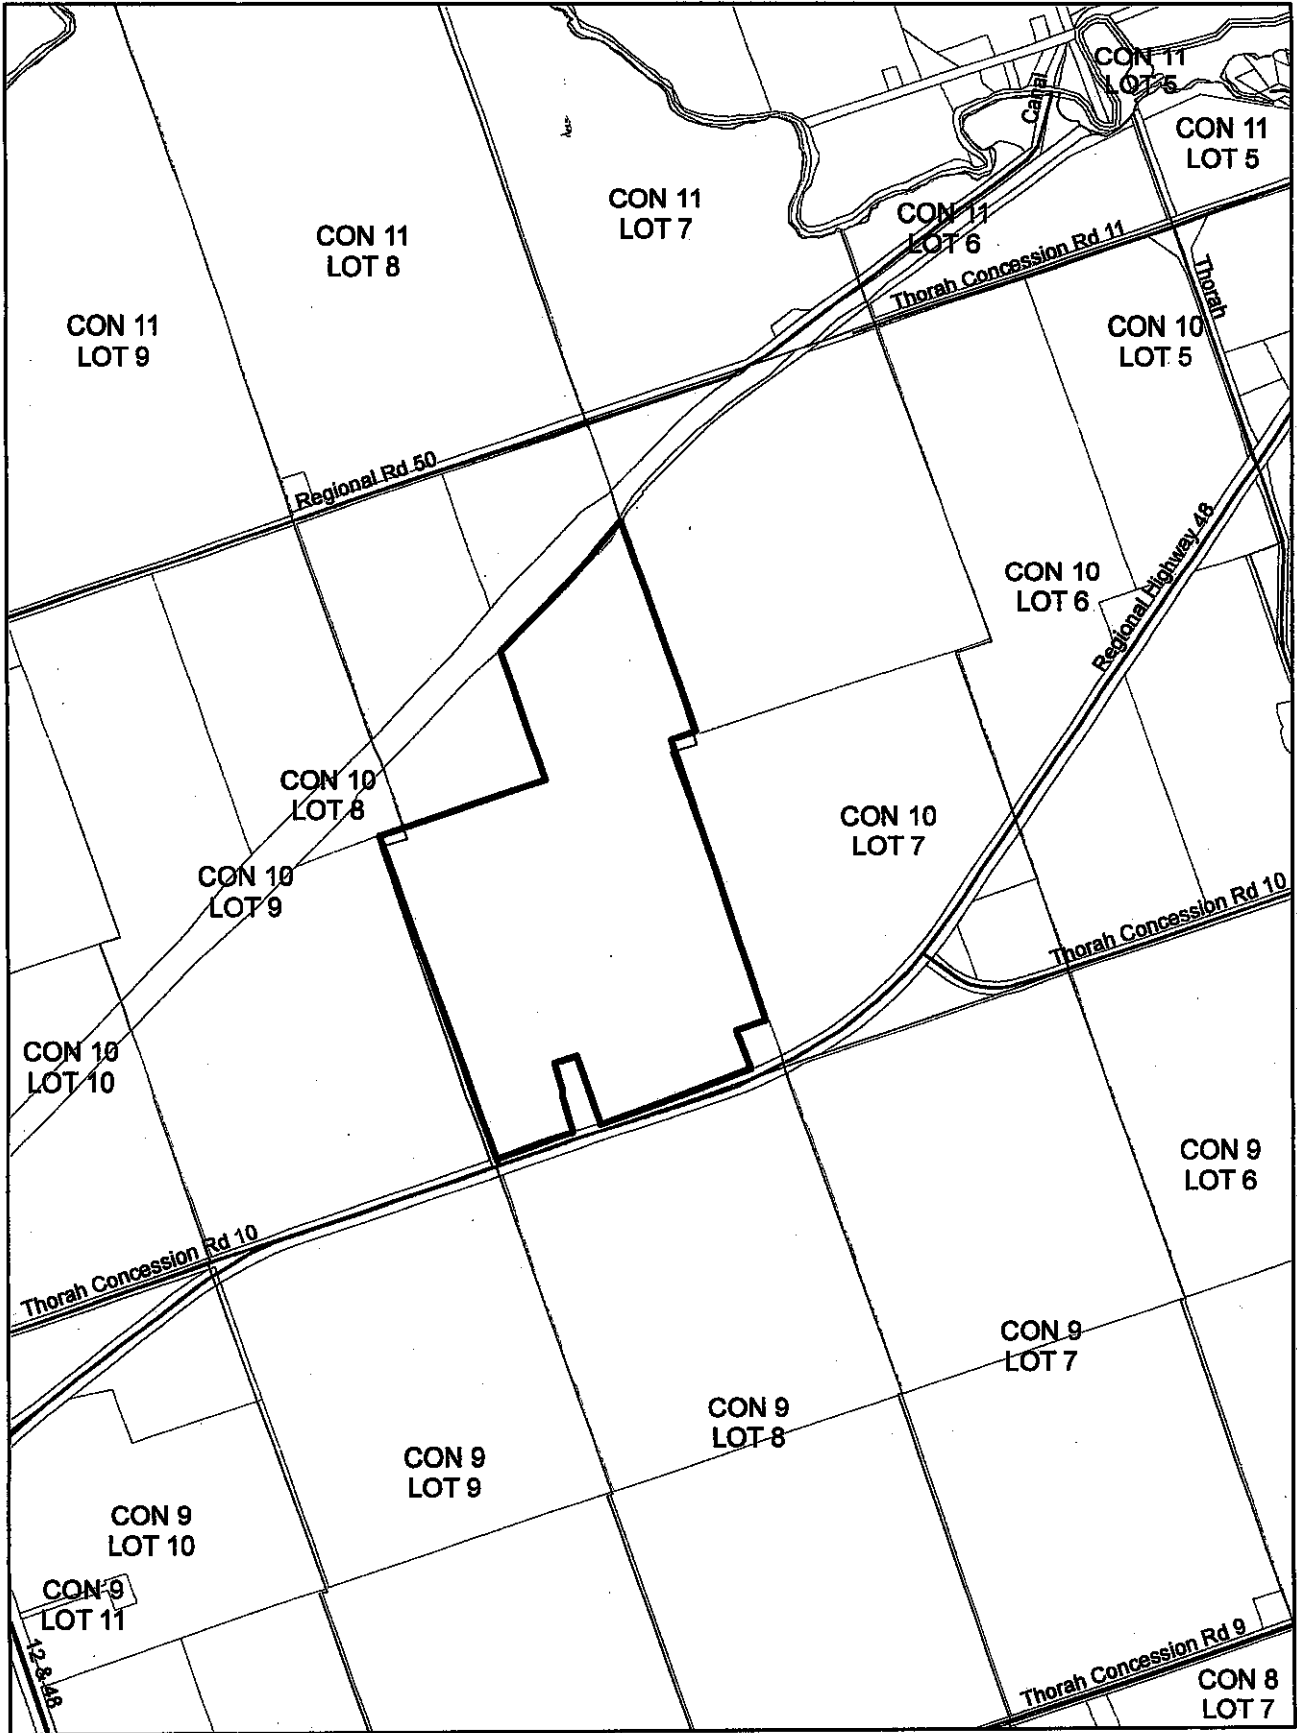 CON 11
LOT 5
Canal
CON 11
LOT 5
CON 11
LOT 7
CON 11
LOT 6
CON 11
LOT 8
Thorah Concession Rd 11
Thorah
CON 11
LOT 9
CON 10
LOT 5
Regional Rd 50
Regional Highway 48
CON 10
LOT 6
CON 10
LOT 8
CON 10
LOT 7
CON 10
LOT 9
Thorah Concession Rd 10
CON 10
LOT 10
CON 9
LOT 6
Thorah Concession Rd 10
CON 9
LOT 7
CON 9
LOT 8
CON 9
LOT 9
CON 9
LOT 10
CON 9
LOT 11
12 & 48
Thorah Concession Rd 9
CON 8
LOT 7